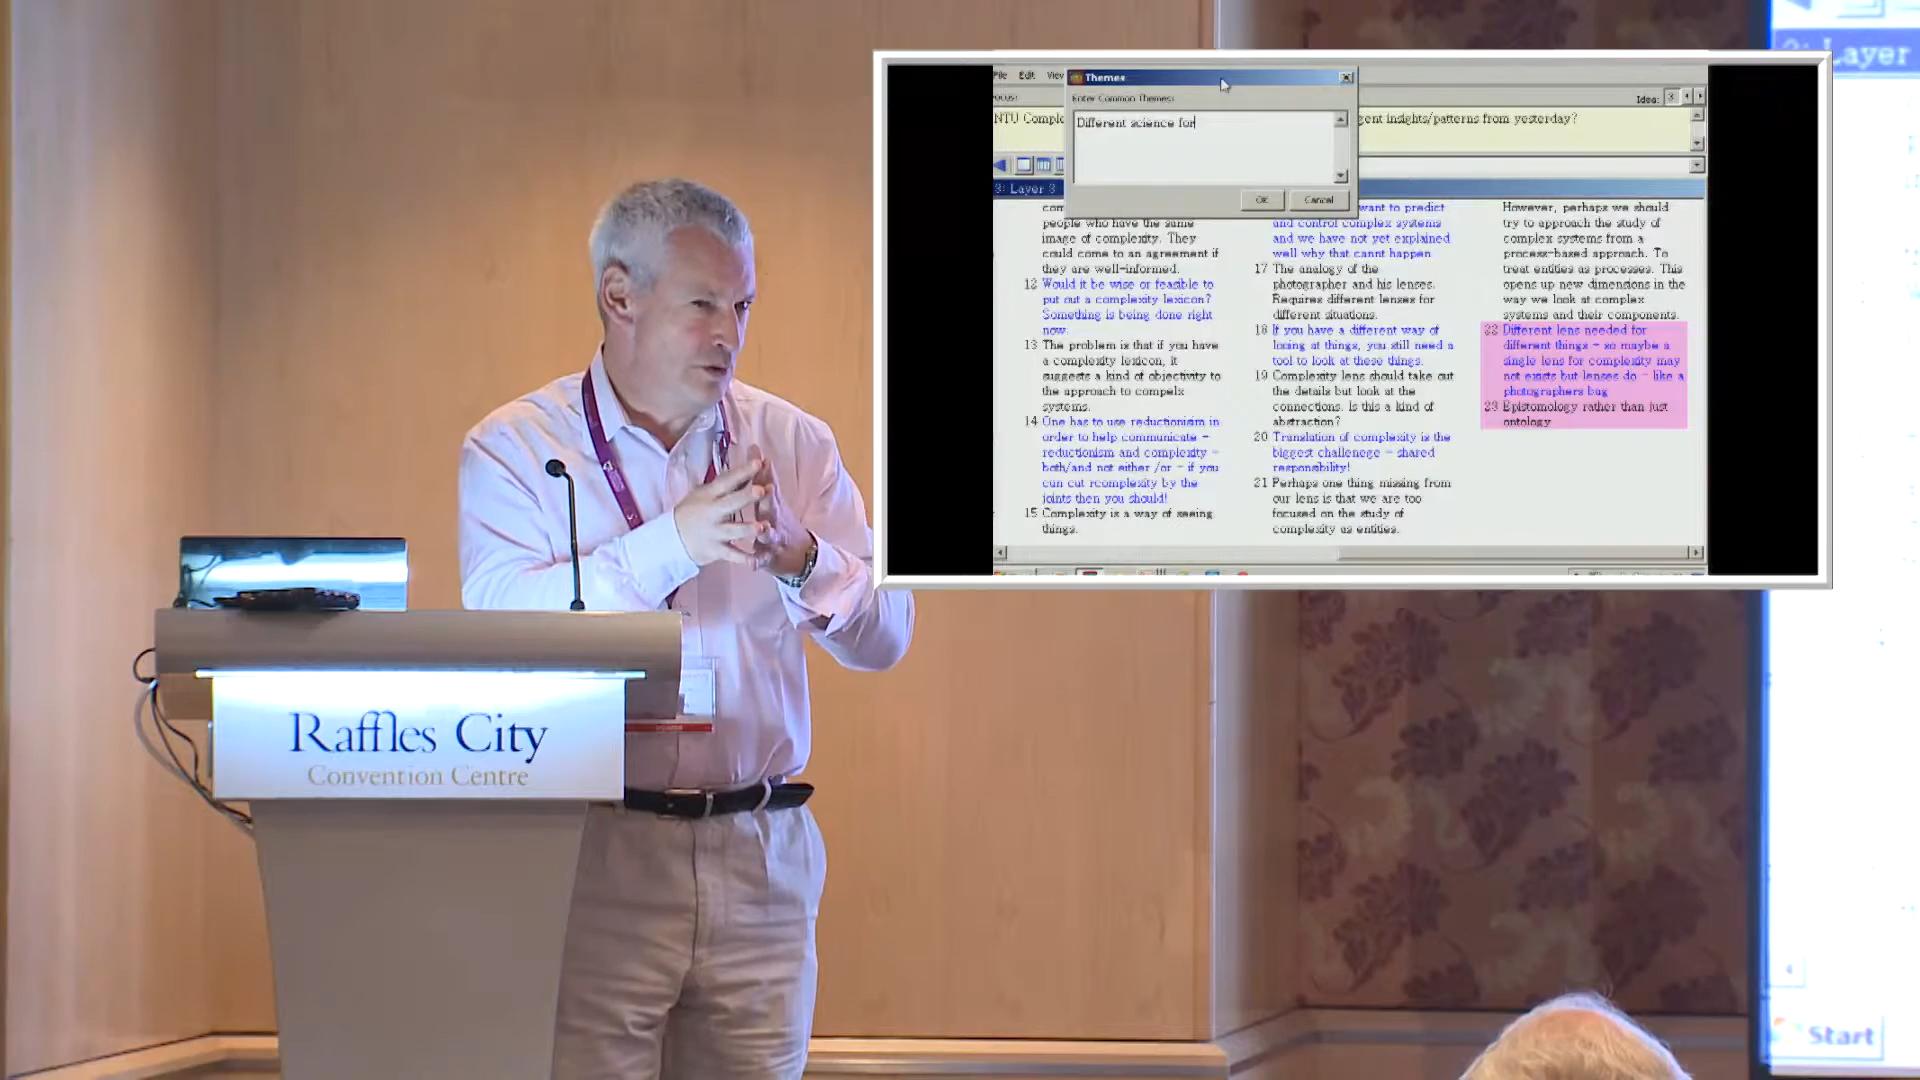 File Edit View
Themes
Enter Common Themes:
Different science for
OK
Cancel
Idea: 3
NTU Comple
gent insights/patterns from yesterday?
3: Layer 3
com
people who have the same
image of complexity. They
could come to an agreement if
they are well-informed.
12 Would it be wise or feasible to
put out a complexity lexicon?
Something is being done right
now.
13 The problem is that if you have
a complexity lexicon, it
suggests a kind of objectivity to
the approach to compelx
systems.
14 One has to use reductionism in
order to help communicate -
reductionism and complexity -
both/and not either /or - if you
can cut rcomplexity by the
joints then you should!
15 Complexity is a way of seeing
things.
want to predict
and control complex systems
and we have not yet explained
well why that cannt happen
17 The analogy of the
photographer and his lenses.
Requires different lenses for
different situations.
18 If you have a different way of
looing at things, you still need a
tool to look at these things.
19 Complexity lens should take out
the details but look at the
connections. Is this a kind of
abstraction?
20 Translation of complexity is the
biggest challenege - shared
responsibility!
21 Perhaps one thing missing from
our lens is that we are too
focused on the study of
complexity as entities.
However, perhaps we should
try to approach the study of
complex systems from a
process-based approach. To
treat entities as processes. This
opens up new dimensions in the
way we look at complex
systems and their components.
22 Different lens needed for
different things - so maybe a
single lens for complexity may
not exists but lenses do - like a
photographers bag
23 Epistomology rather than just
ontology
3: Layer
Start
Raffles City
Convention Centre